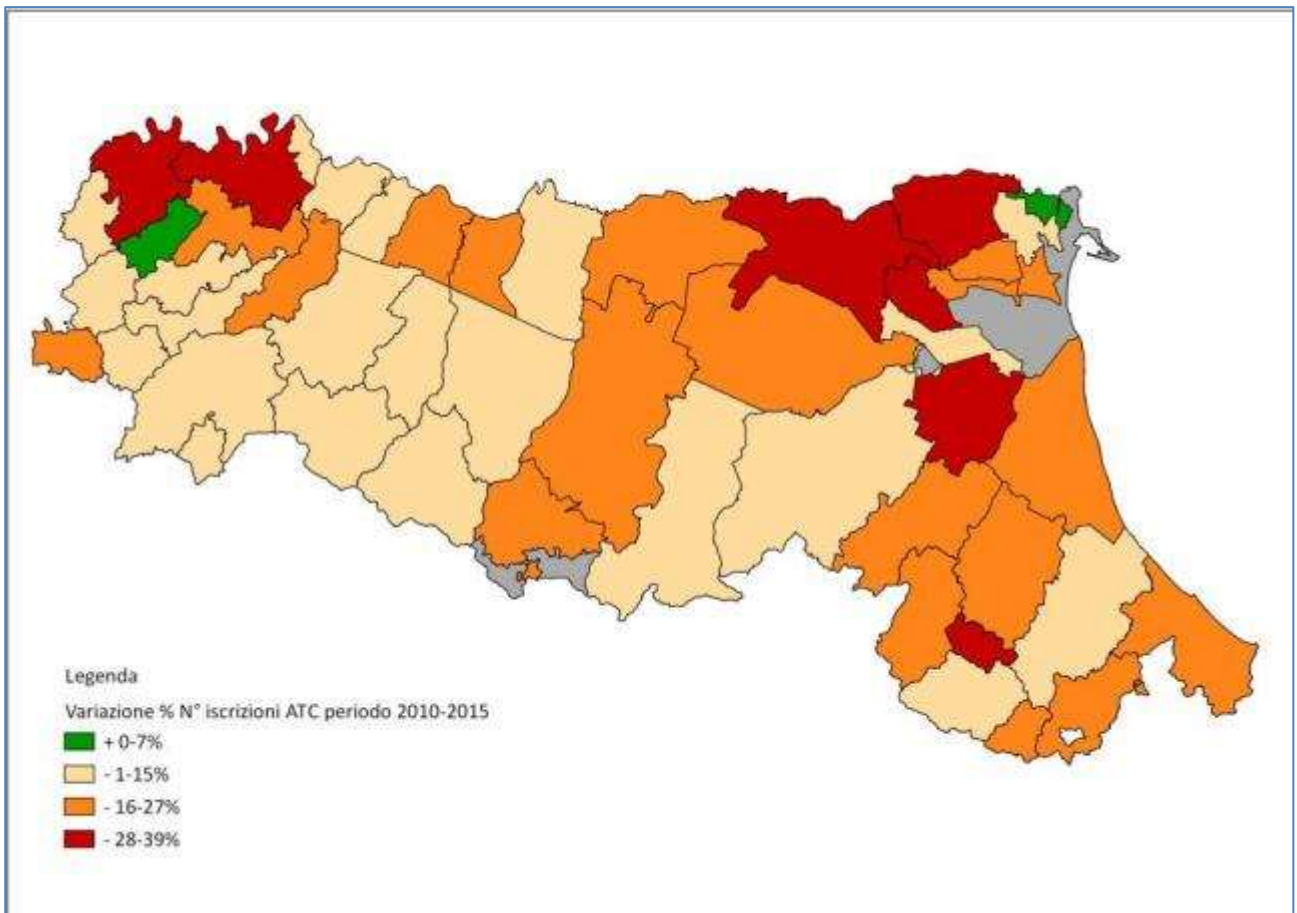 Legenda
Variazione % N° iscrizioni ATC periodo 2010-2015
+ 0-7%
- 1-15%
- 16-27%
- 28-39%